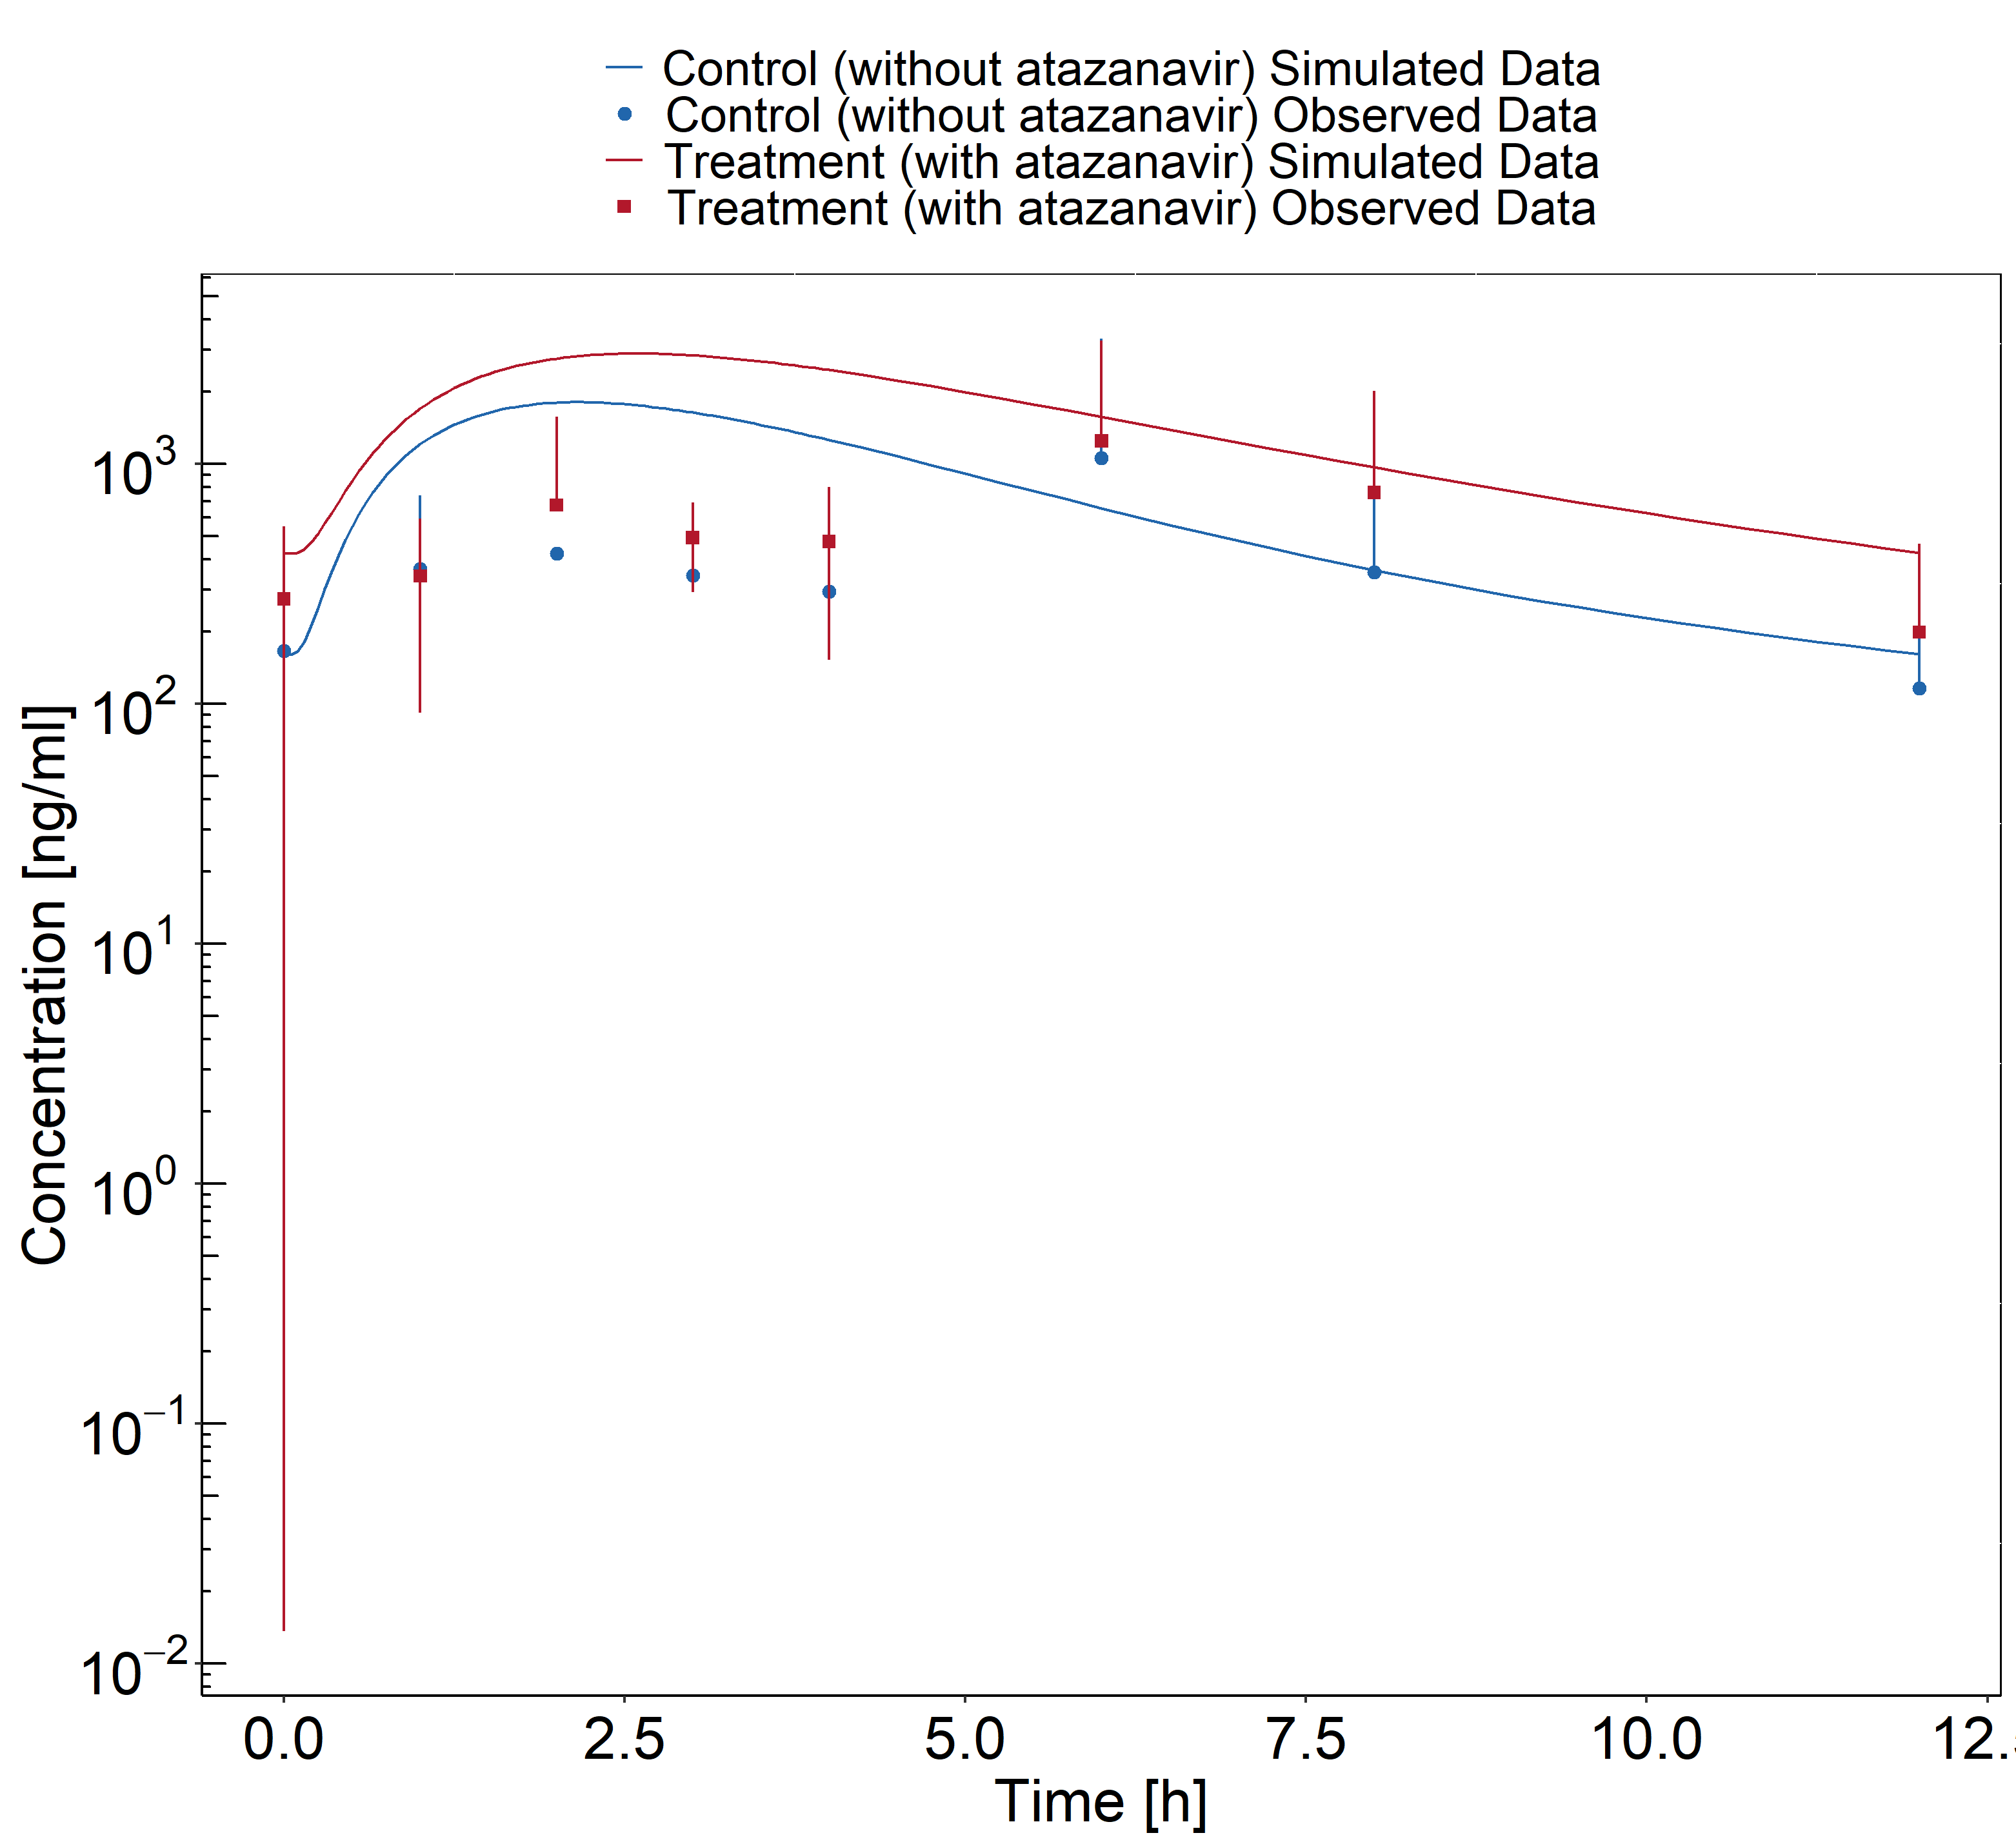 Control (without atazanavir) Simulated Data
Control (without atazanavir) Observed Data
Treatment (with atazanavir) Simulated Data
Treatment (with atazanavir) Observed Data
Concentration [ng/ml]
10³
10²
10¹
10⁰
10⁻¹
10⁻²
0.0 2.5 5.0 7.5 10.0 12.
Time [h]